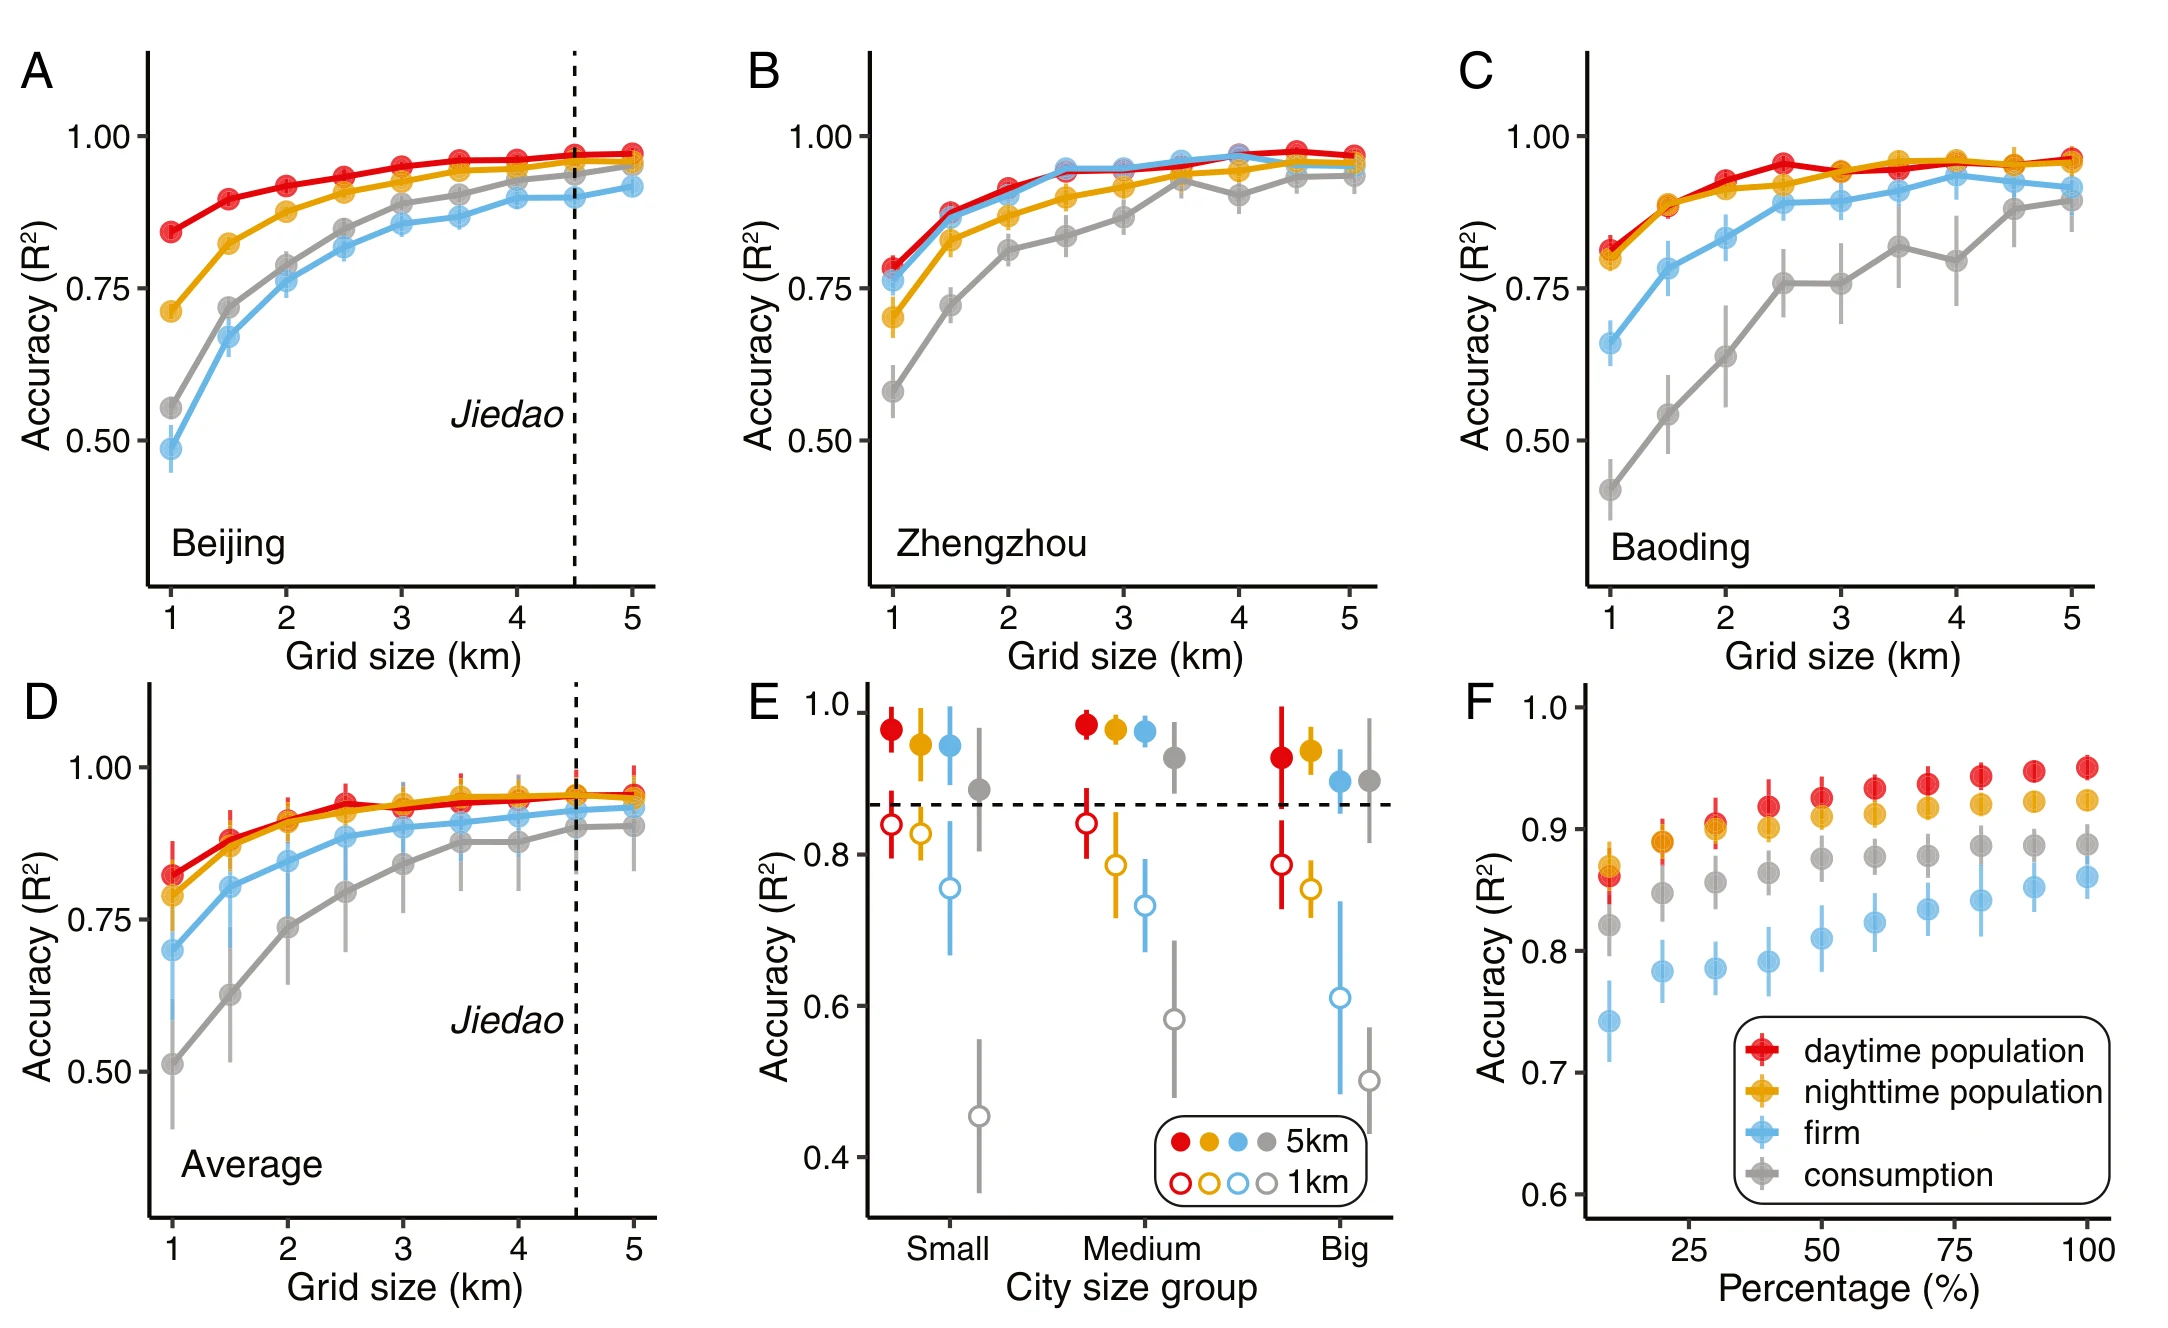 A
Accuracy (R²)
1.00
0.75
0.50
Jiedao
Beijing
1 2 3 4 5
Grid size (km)
B
Accuracy (R²)
1.00
0.75
0.50
Zhengzhou
1 2 3 4 5
Grid size (km)
C
Accuracy (R²)
1.00
0.75
0.50
Baoding
1 2 3 4 5
Grid size (km)
D
Accuracy (R²)
1.00
0.75
0.50
Jiedao
Average
1 2 3 4 5
Grid size (km)
E
Accuracy (R²)
1.0
0.8
0.6
0.4
5km
1km
Small Medium Big
City size group
F
Accuracy (R²)
1.0
0.9
0.8
0.7
0.6
daytime population
nighttime population
firm
consumption
25 50 75 100
Percentage (%)